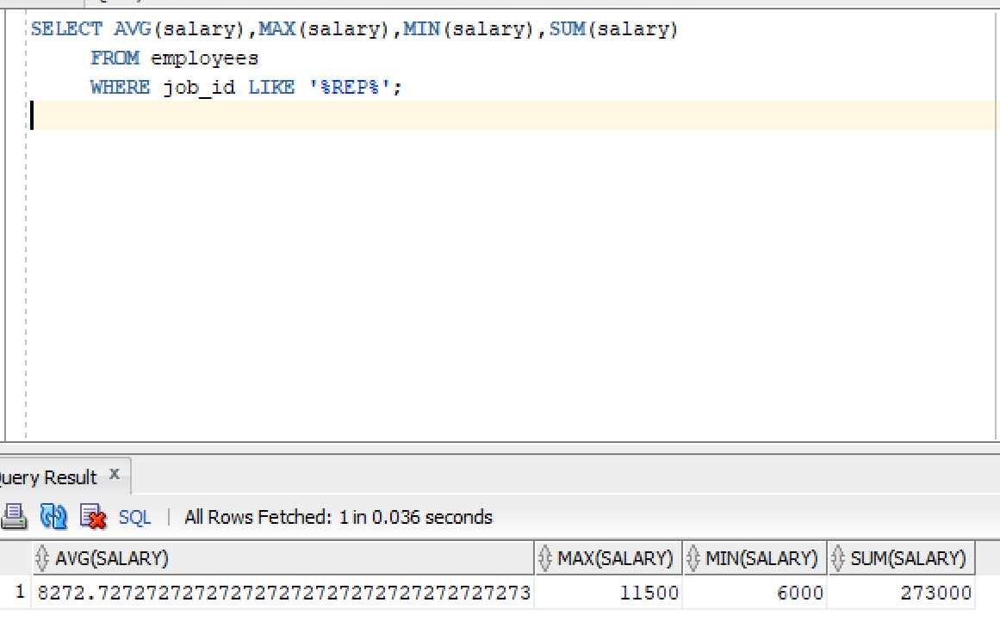 SELECT AVG(salary),MAX(salary),MIN(salary),SUM(salary)
FROM employees
WHERE job_id LIKE '%REP%';
Query Result x
SQL | All Rows Fetched: 1 in 0.036 seconds
AVG(SALARY) MAX(SALARY) MIN(SALARY) SUM(SALARY)
1 8272.72727272727272727272727272727272727273 11500 6000 273000